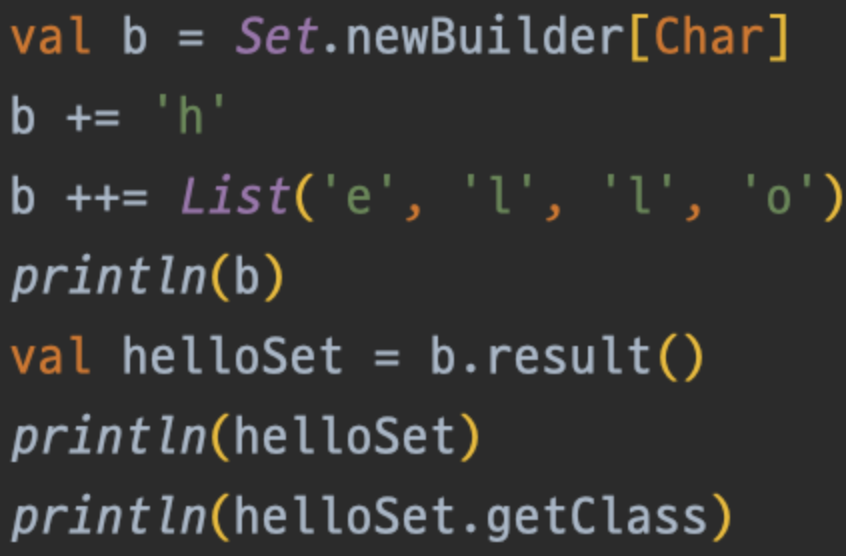 val b = Set.newBuilder[Char]
b += 'h'
b ++= List('e', 'l', 'l', 'o')
println(b)
val helloSet = b.result()
println(helloSet)
println(helloSet.getClass)